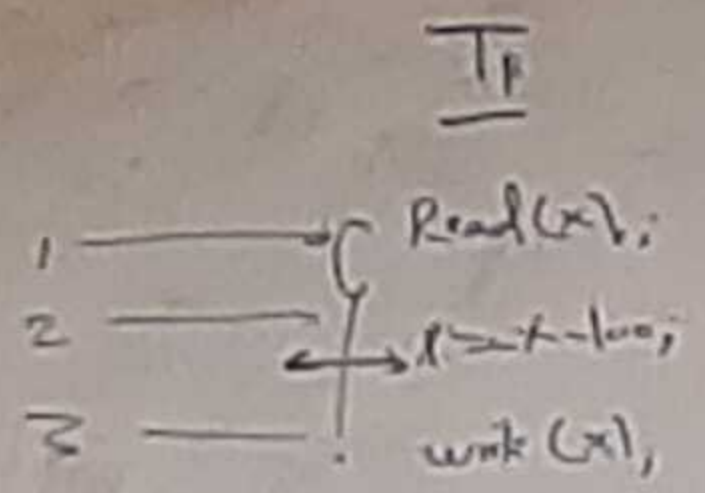 T1
1 Read(x);
2 x=x-100;
3 write(x),